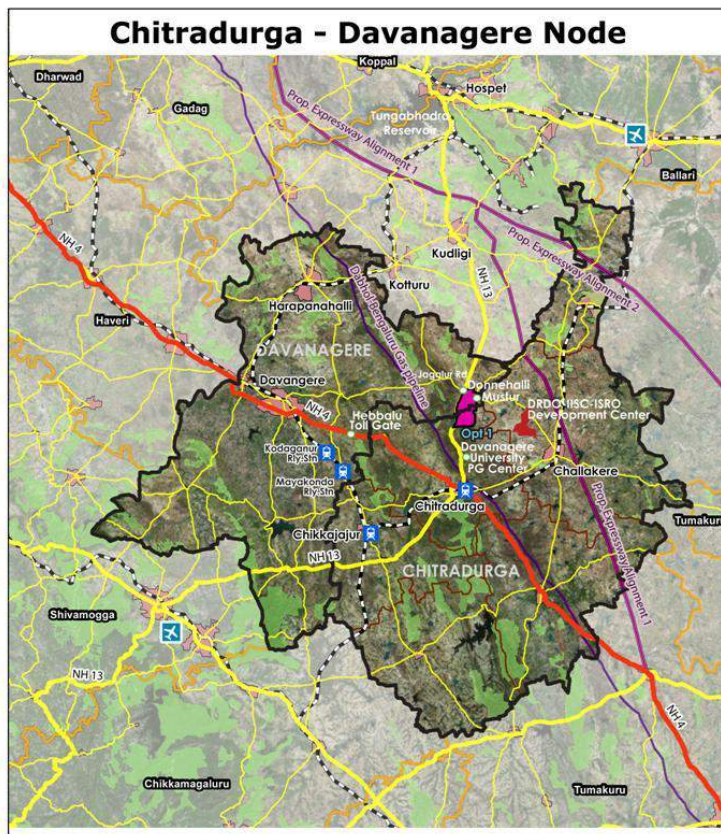 Chitradurga - Davanagere Node
Koppal
Dharwad
Hospet
Gadag
Tungabhadra
Reservoir
Prop. Expressway Alignment 1
Ballari
NH 4
Kudligi
Prop. Expressway Alignment 2
NH 13
Dabhol Bengaluru Gas pipeline
Kotturu
Harapanahalli
Haveri
DAVANAGERE
Jagalur Rd
Davangere
Donnehalli
Mustur
DRDO-IISC-ISRO
Development Center
NH 4
Hebbalu
Toll Gate
Opt 1
Davanagere
University
PG Center
Kodaganur
Rly.Stn
Mayakonda
Rly.Stn
Challakere
Chitradurga
Tumakuru
Chikkajajur
NH 13
CHITRADURGA
Prop. Expressway Alignment 1
Shivamogga
NH 13
NH 4
Chikkamagaluru
Tumakuru